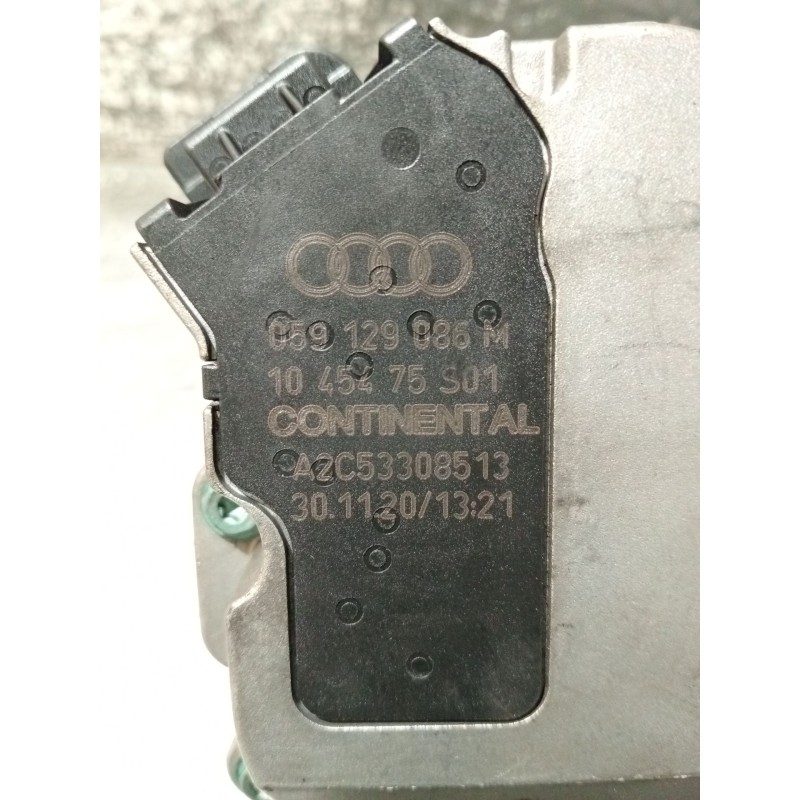 059 129 086 M
10 454 75 S01
CONTINENTAL
A2C53308513
30.11.20/13:21